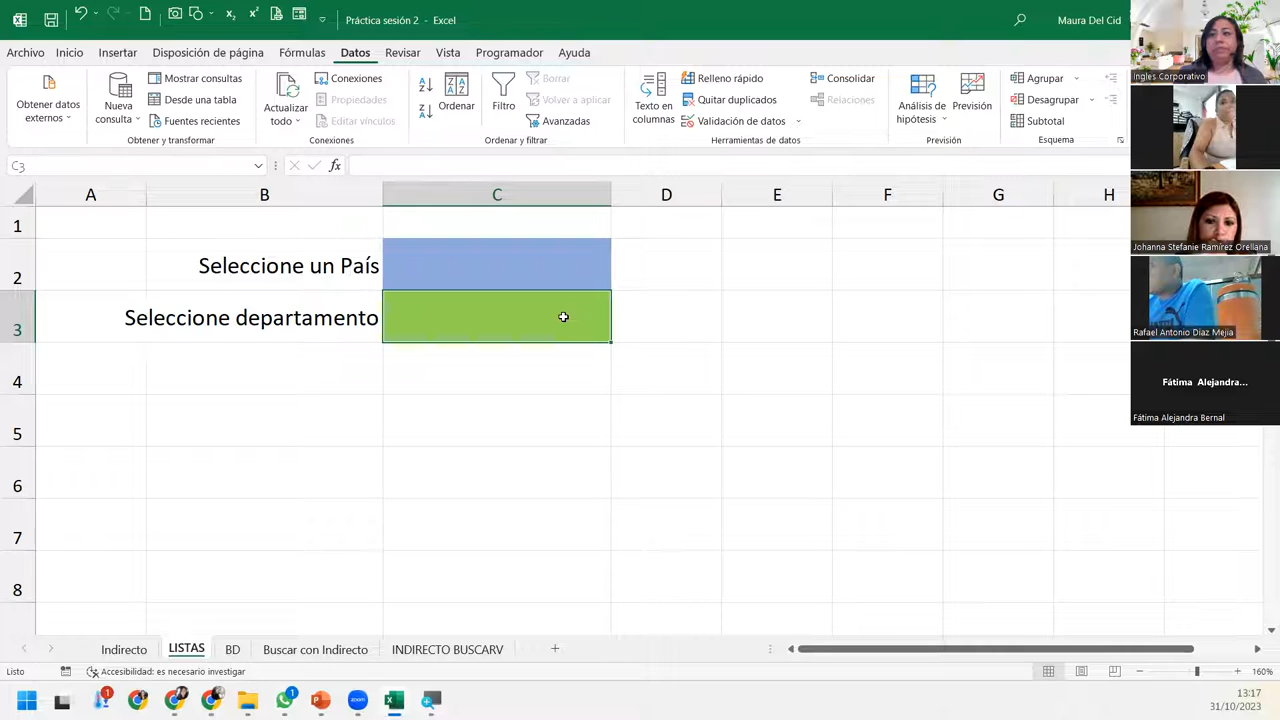 Práctica sesión 2 - Excel
Maura Del Cid
Archivo Inicio Insertar Disposición de página Fórmulas Datos Revisar Vista Programador Ayuda
Obtener datos externos
Nueva consulta
Mostrar consultas
Desde una tabla
Fuentes recientes
Obtener y transformar
Actualizar todo
Conexiones
Propiedades
Editar vínculos
Conexiones
Ordenar
Filtro
Borrar
Volver a aplicar
Avanzadas
Ordenar y filtrar
Texto en columnas
Relleno rápido
Quitar duplicados
Validación de datos
Consolidar
Relaciones
Herramientas de datos
Análisis de hipótesis
Previsión
Previsión
Agrupar
Desagrupar
Subtotal
Esquema
C3
fx
A B C D E F G H
1
2 Seleccione un País
3 Seleccione departamento
4
5
6
7
8
Ingles Corporativo
Johanna Stefanie Ramírez Orellana
Rafael Antonio Diaz Mejia
Fátima Alejandra...
Fátima Alejandra Bernal
Indirecto LISTAS BD Buscar con Indirecto INDIRECTO BUSCARV
Listo
Accesibilidad: es necesario investigar
160%
1
1
zoom
13:17
31/10/2023